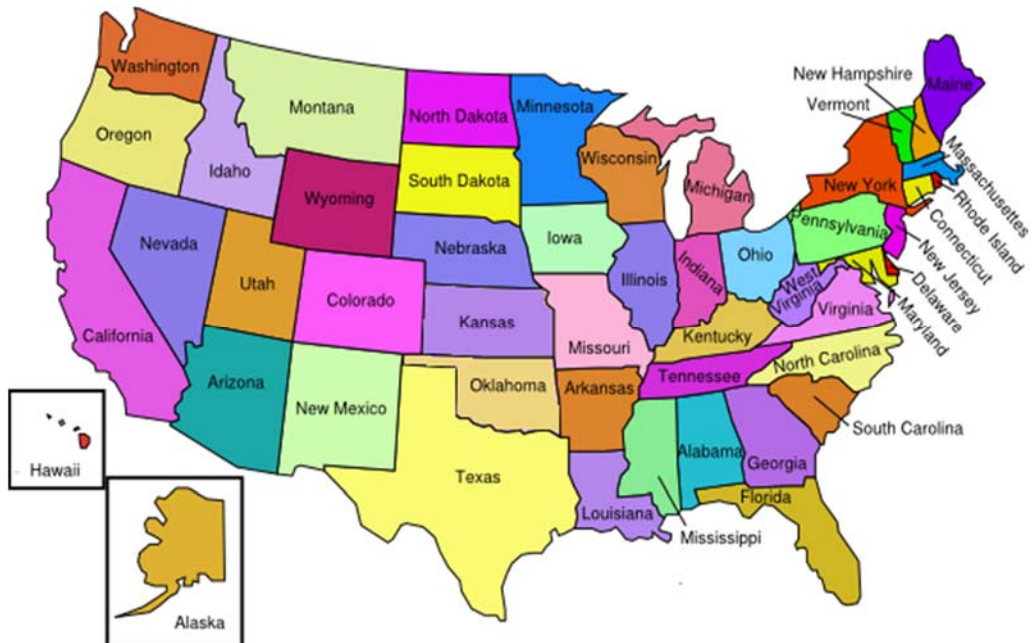 Washington
Oregon
Idaho
Montana
North Dakota
Minnesota
South Dakota
Wyoming
Wisconsin
Michigan
New Hampshire
Vermont
Maine
New York
Massachusettes
Rhode Island
Connecticut
New Jersey
Delaware
Maryland
Pennsylvania
Nevada
Utah
Colorado
Nebraska
Iowa
Illinois
Indiana
Ohio
West
Virginia
Virginia
California
Kansas
Missouri
Kentucky
Arizona
New Mexico
Oklahoma
Arkansas
Tennessee
North Carolina
South Carolina
Texas
Louisiana
Mississippi
Alabama
Georgia
Florida
Hawaii
Alaska